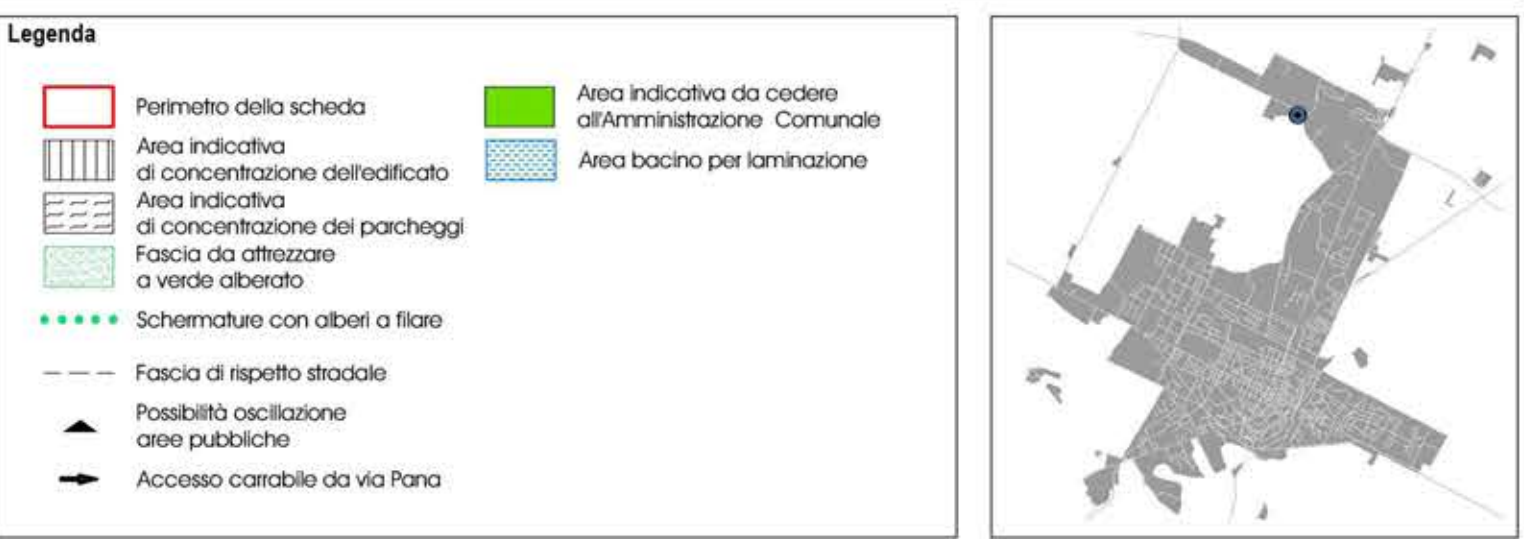 Legenda
Perimetro della scheda
Area indicativa
di concentrazione dell'edificato
Area indicativa
di concentrazione dei parcheggi
Fascia da attrezzare
a verde alberato
Schermature con alberi a filare
Fascia di rispetto stradale
Possibilità oscillazione
aree pubbliche
Accesso carrabile da via Pana
Area indicativa da cedere
all'Amministrazione Comunale
Area bacino per laminazione